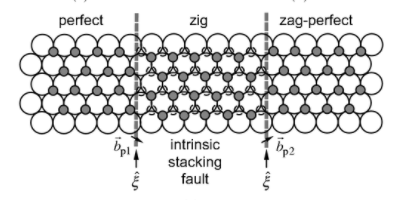 perfect zig zag-perfect
b⃗p1 intrinsic b⃗p2
stacking
ξ̂ fault ξ̂